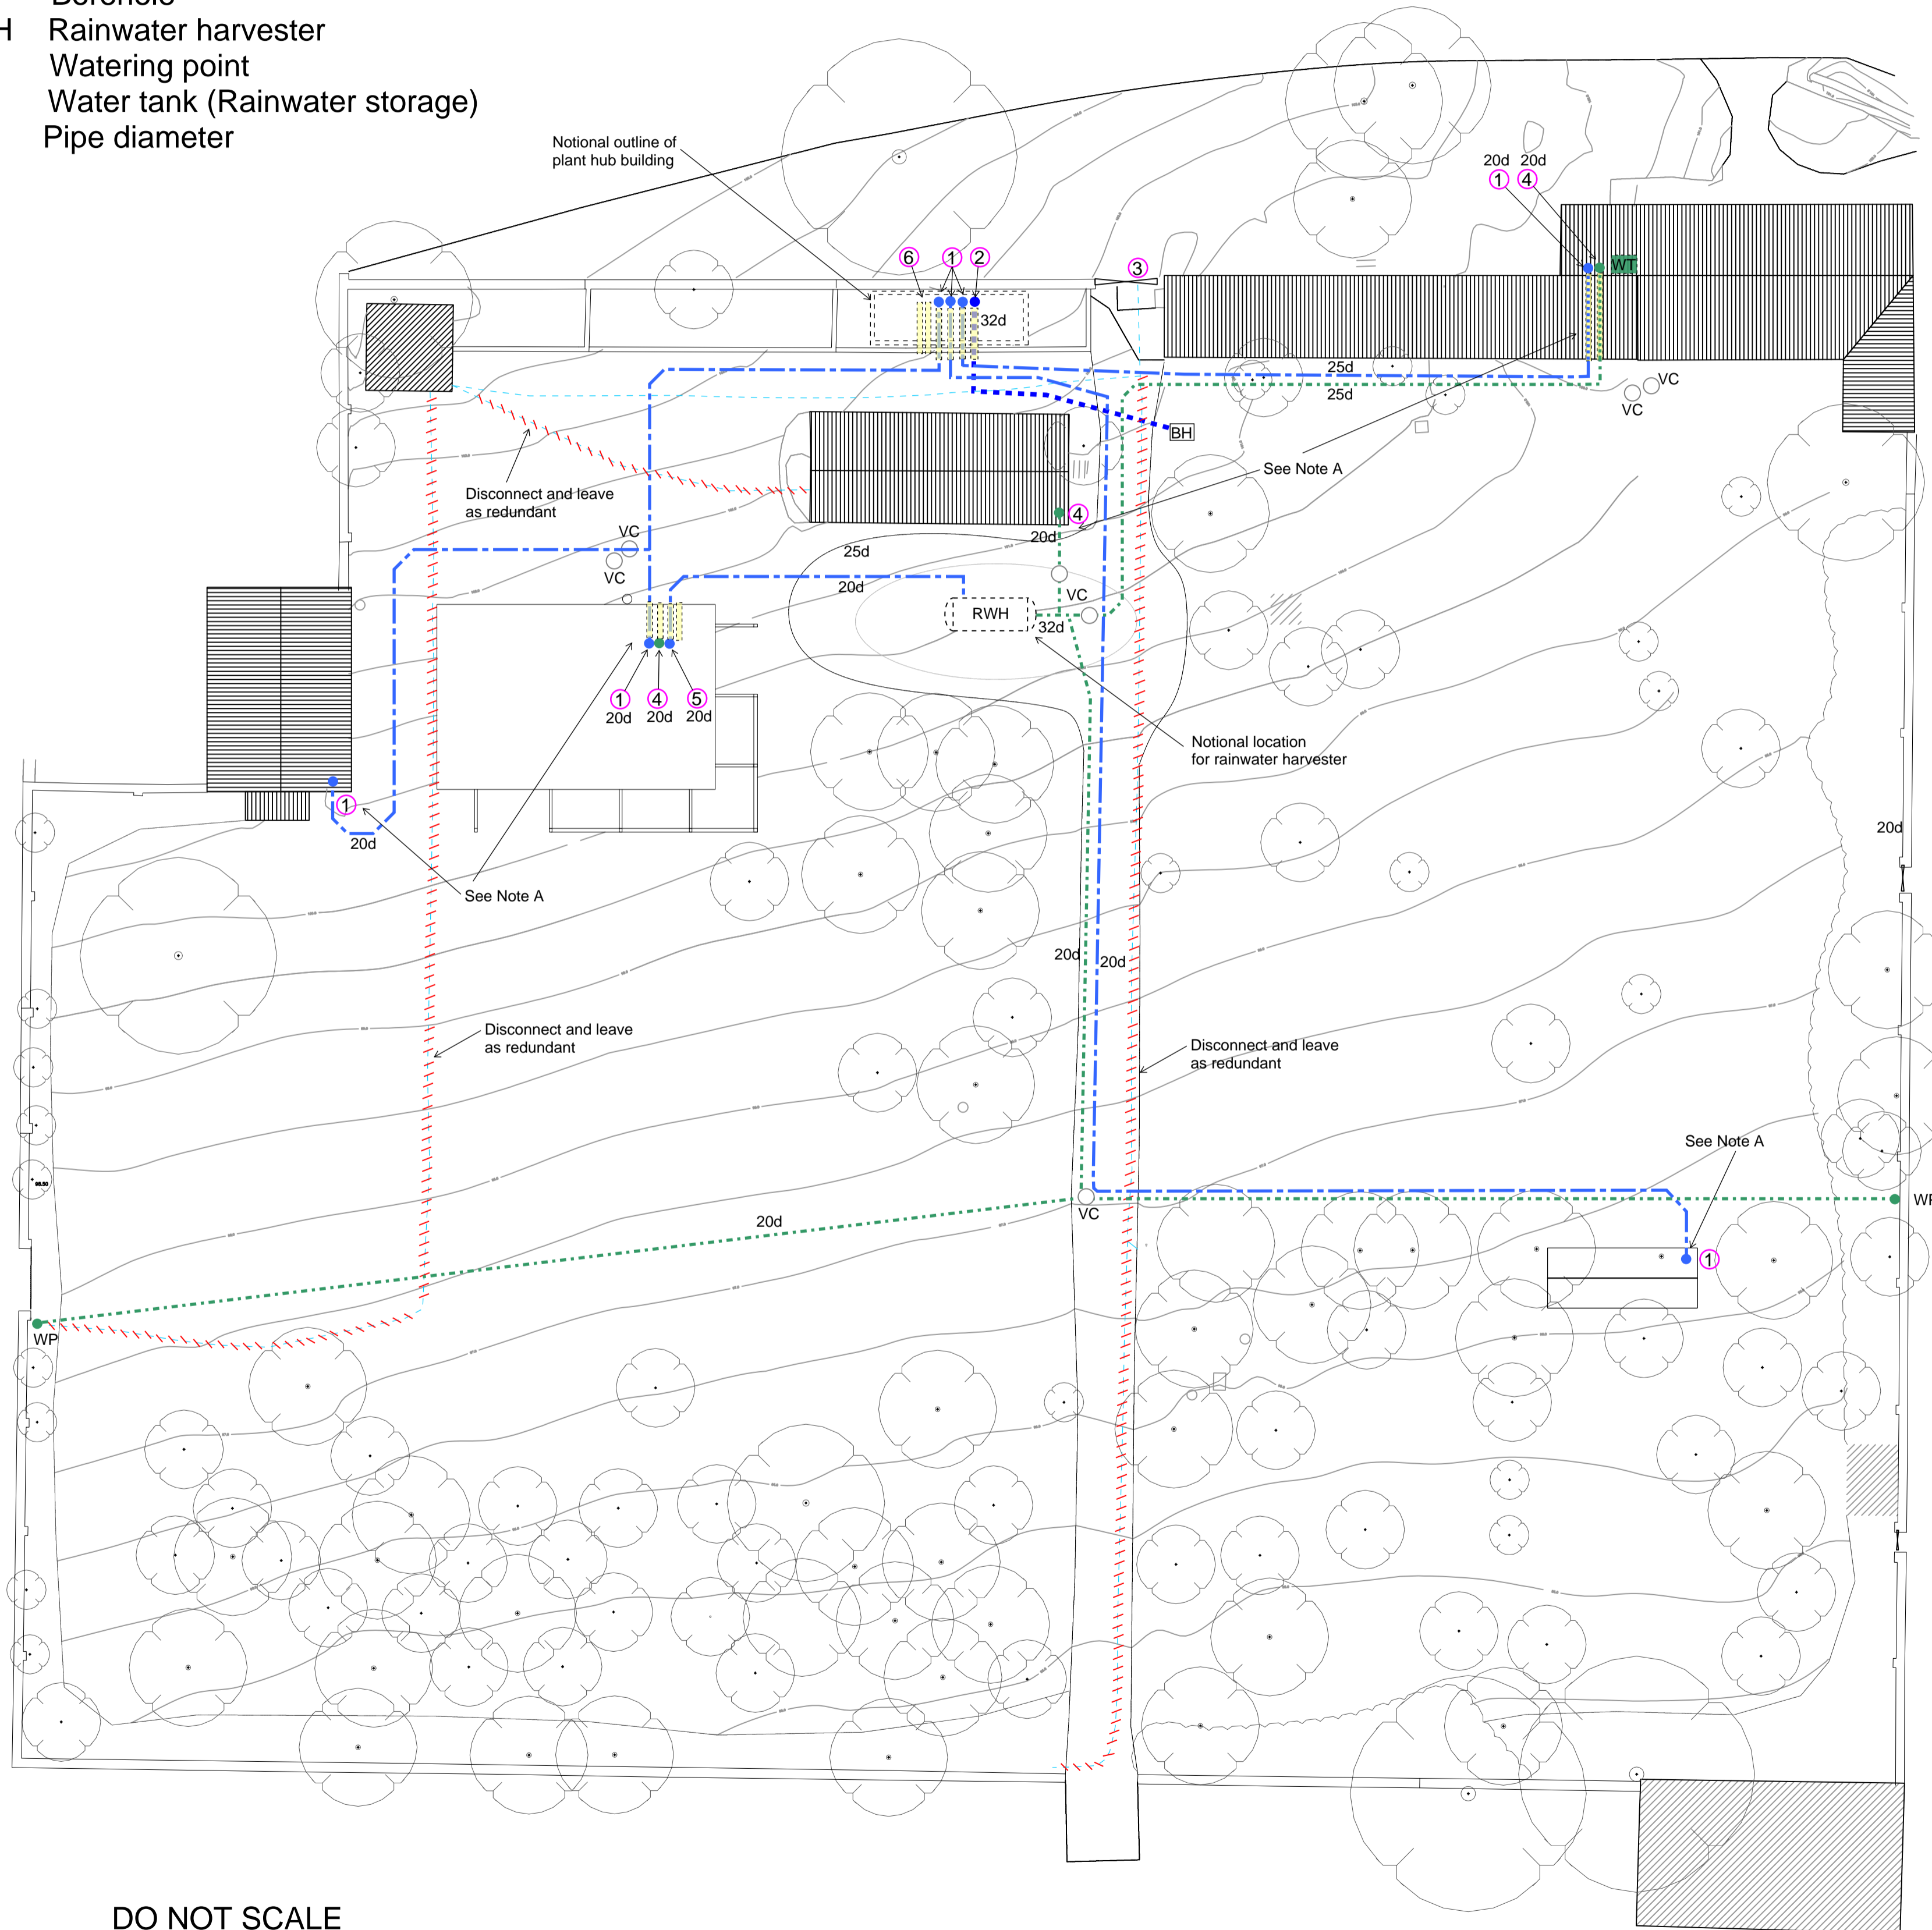 Borehole
H Rainwater harvester
Watering point
Water tank (Rainwater storage)
Pipe diameter
Notional outline of
plant hub building
20d 20d
1 4
WT
6 1 2
3
32d
25d
25d
VC
VC
BH
See Note A
Disconnect and leave
as redundant
4
20d
VC
VC
25d
20d
VC
RWH
32d
1 4 5
20d 20d 20d
Notional location
for rainwater harvester
1
20d
20d
See Note A
20d
20d
Disconnect and leave
as redundant
Disconnect and leave
as redundant
See Note A
98.50
VC
WP
20d
1
WP
DO NOT SCALE